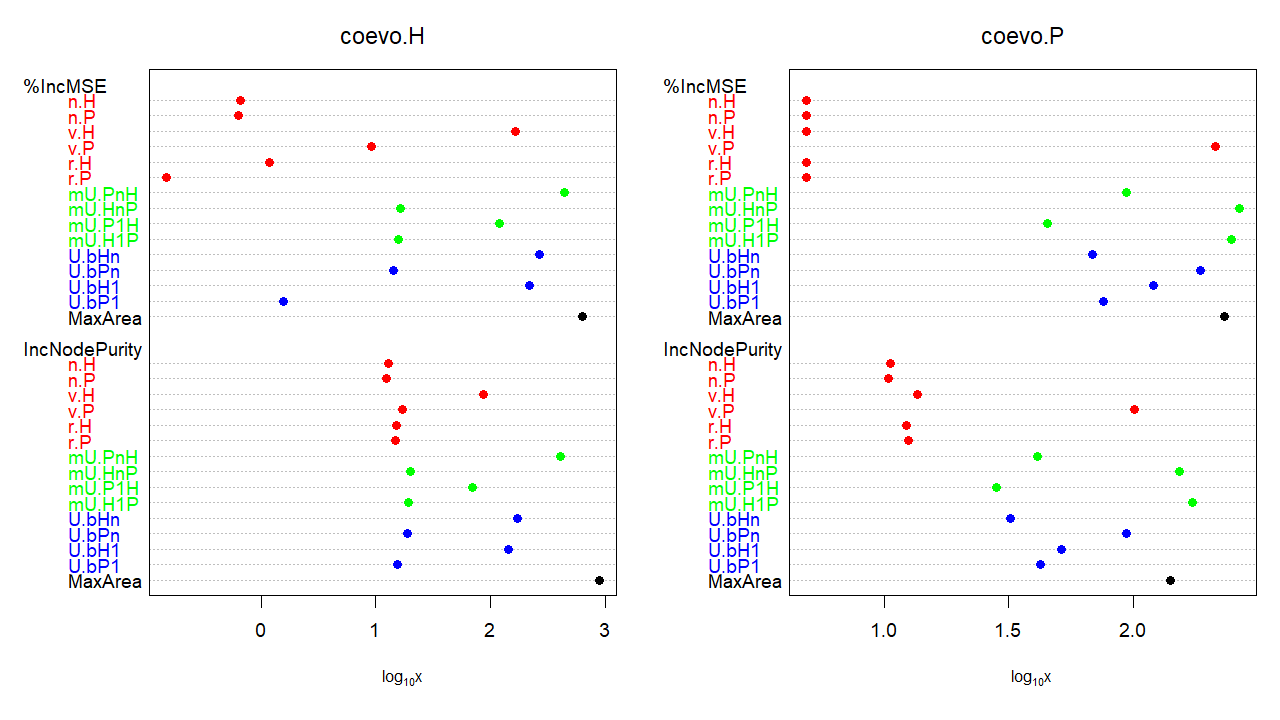 coevo.H
%IncMSE
n.H
n.P
v.H
v.P
r.H
r.P
mU.PnH
mU.HnP
mU.P1H
mU.H1P
U.bHn
U.bPn
U.bH1
U.bP1
MaxArea
IncNodePurity
n.H
n.P
v.H
v.P
r.H
r.P
mU.PnH
mU.HnP
mU.P1H
mU.H1P
U.bHn
U.bPn
U.bH1
U.bP1
MaxArea
0 1 2 3
log₁₀x
coevo.P
%IncMSE
n.H
n.P
v.H
v.P
r.H
r.P
mU.PnH
mU.HnP
mU.P1H
mU.H1P
U.bHn
U.bPn
U.bH1
U.bP1
MaxArea
IncNodePurity
n.H
n.P
v.H
v.P
r.H
r.P
mU.PnH
mU.HnP
mU.P1H
mU.H1P
U.bHn
U.bPn
U.bH1
U.bP1
MaxArea
1.0 1.5 2.0
log₁₀x